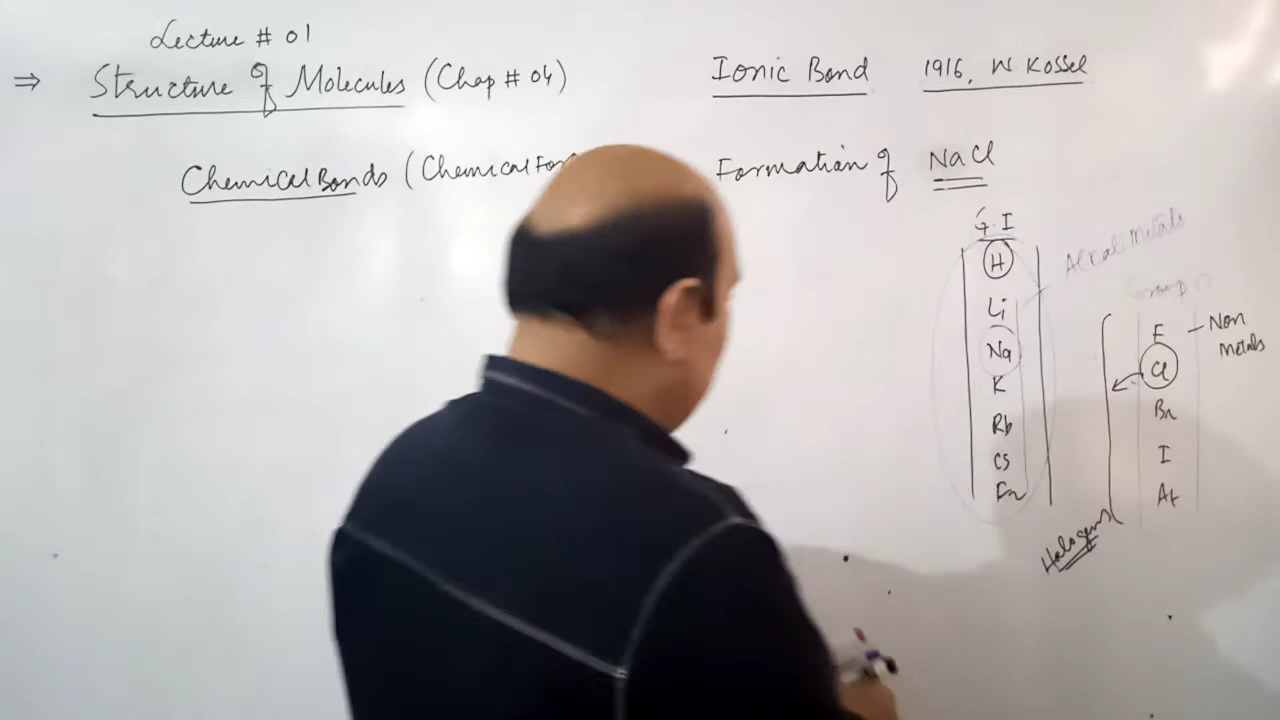 Lecture # 01
⇒ Structure of Molecules (Chap # 04)
Chemical Bonds (Chemical For
Ionic Bond 1916, W Kossel
Formation of NaCl
G.I
H
Li
Na
K
Rb
Cs
Fr
Alkali Metals
Group
F
Cl
Br
I
At
Non
Metals
Halogens